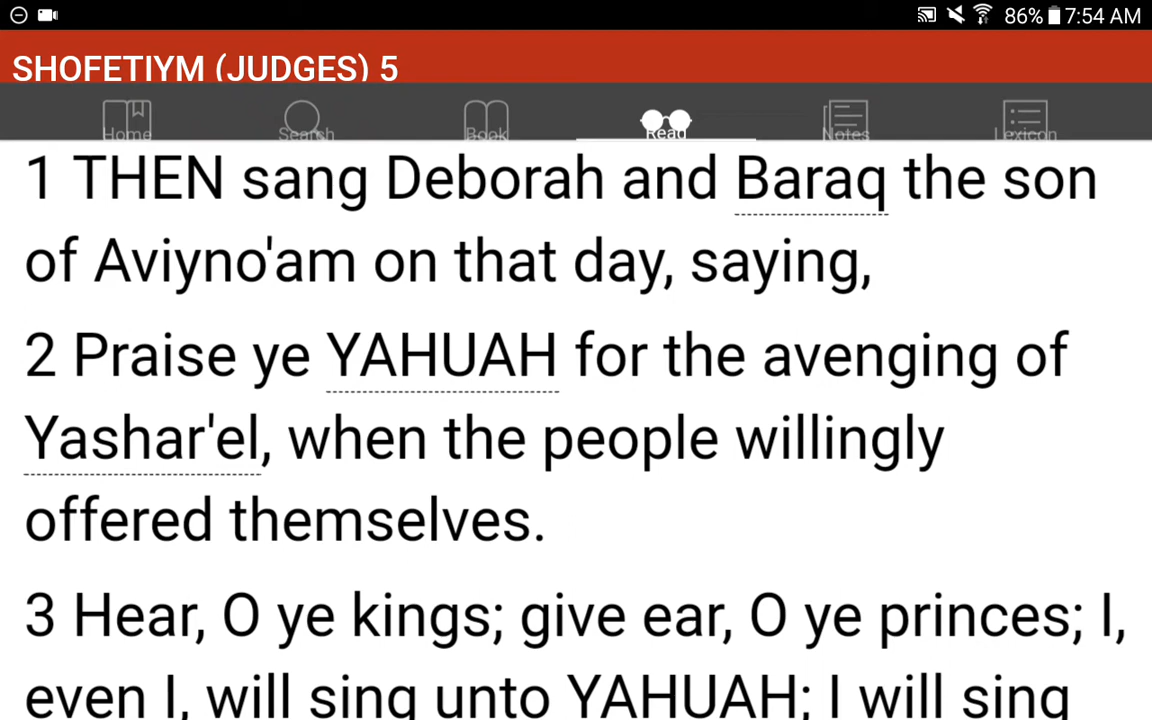 86% 7:54 AM
SHOFETIYM (JUDGES) 5
Home Search Book Read Notes Lexicon
1 THEN sang Deborah and Baraq the son
of Aviyno'am on that day, saying,
2 Praise ye YAHUAH for the avenging of
Yashar'el, when the people willingly
offered themselves.
3 Hear, O ye kings; give ear, O ye princes; I,
even I, will sing unto YAHUAH; I will sing